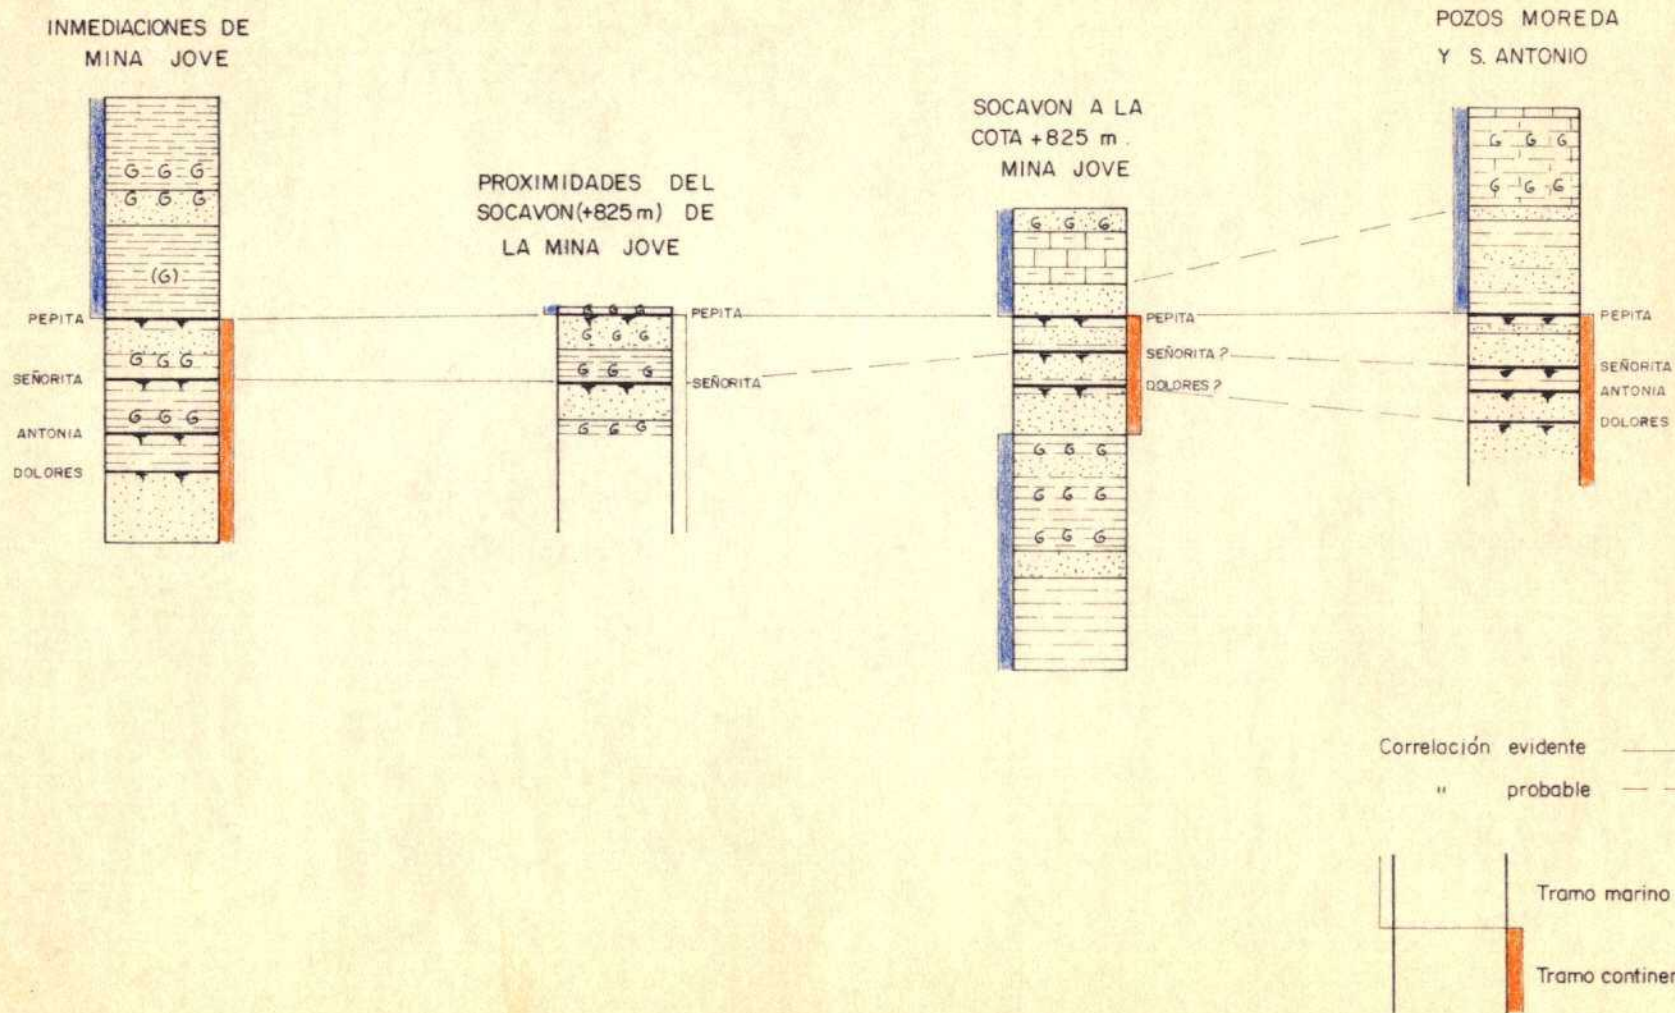 INMEDIACIONES DE
MINA JOVE
G G G
G G G
(G)
PEPITA
G G G
SEÑORITA
G G G
ANTONIA
DOLORES
PROXIMIDADES DEL
SOCAVON (+825 m) DE
LA MINA JOVE
G G G
PEPITA
G G G
G G G
SEÑORITA
G G G
SOCAVON A LA
COTA +825 m.
MINA JOVE
G G G
PEPITA
SEÑORITA ?
DOLORES ?
G G G
G G G
G G G
POZOS MOREDA
Y S. ANTONIO
G G G
G G G
PEPITA
SEÑORITA
ANTONIA
DOLORES
Correlación evidente
" probable
Tramo marino
Tramo continen